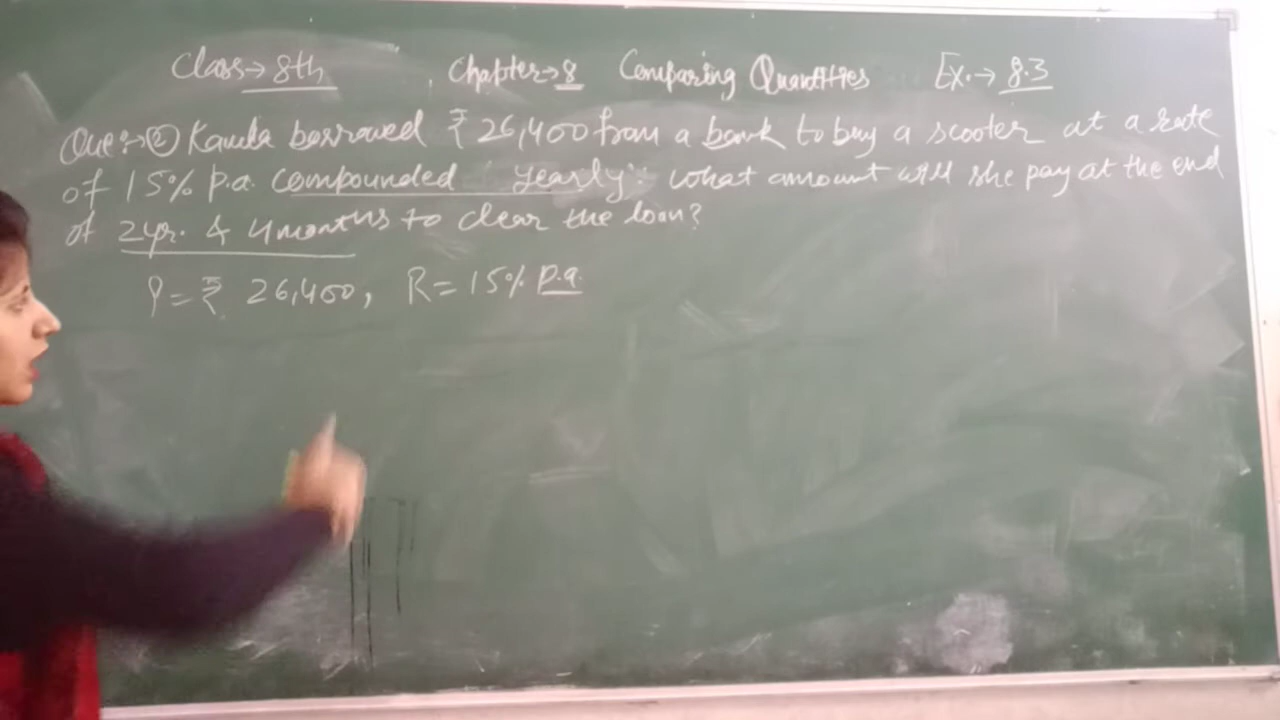 Class→ 8th, Chapter→ 8 Comparing Quantities Ex.→ 8.3
Que:→② Kamla borrowed ₹ 26,400 from a bank to buy a scooter at a rate
of 15% p.a. compounded yearly. What amount will she pay at the end
of 2yr. & 4months to clear the loan?
P = ₹ 26,400, R = 15% p.a.